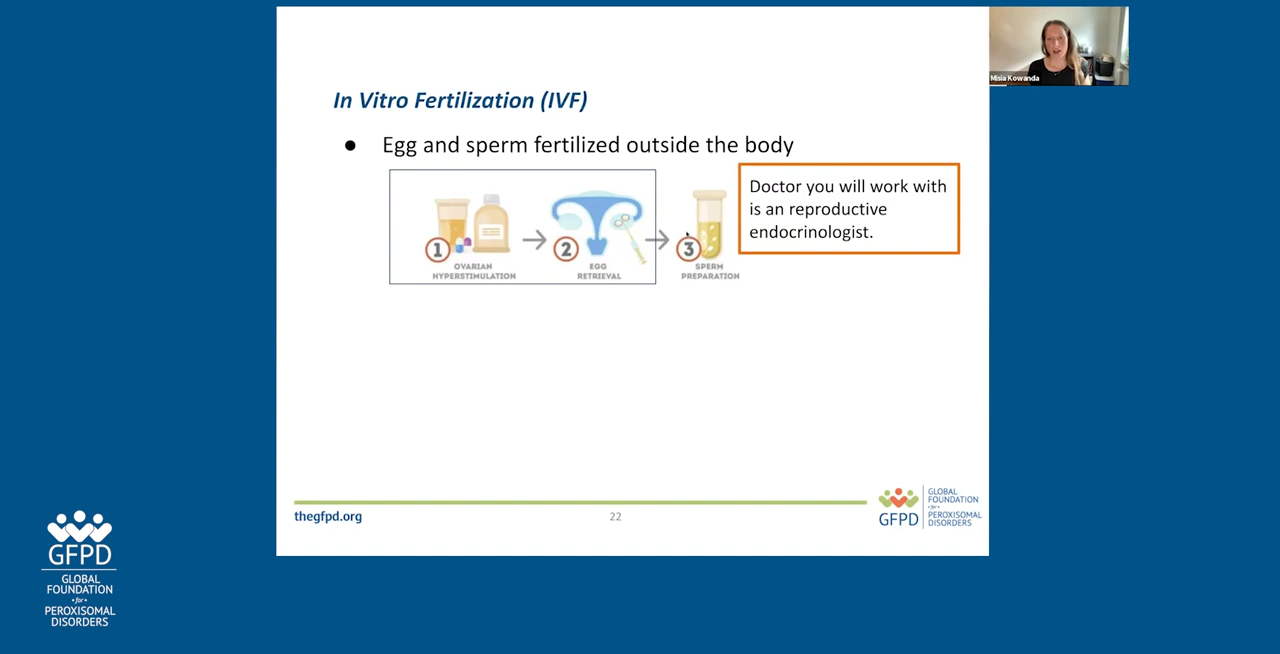 Misia Kowanda
In Vitro Fertilization (IVF)
● Egg and sperm fertilized outside the body
Doctor you will work with
is an reproductive
endocrinologist.
1
OVARIAN
HYPERSTIMULATION
2
EGG
RETRIEVAL
3
SPERM
PREPARATION
thegfpd.org
22
GFPD
GLOBAL
FOUNDATION
for
PEROXISOMAL
DISORDERS
GFPD
GLOBAL
FOUNDATION
•for•
PEROXISOMAL
DISORDERS